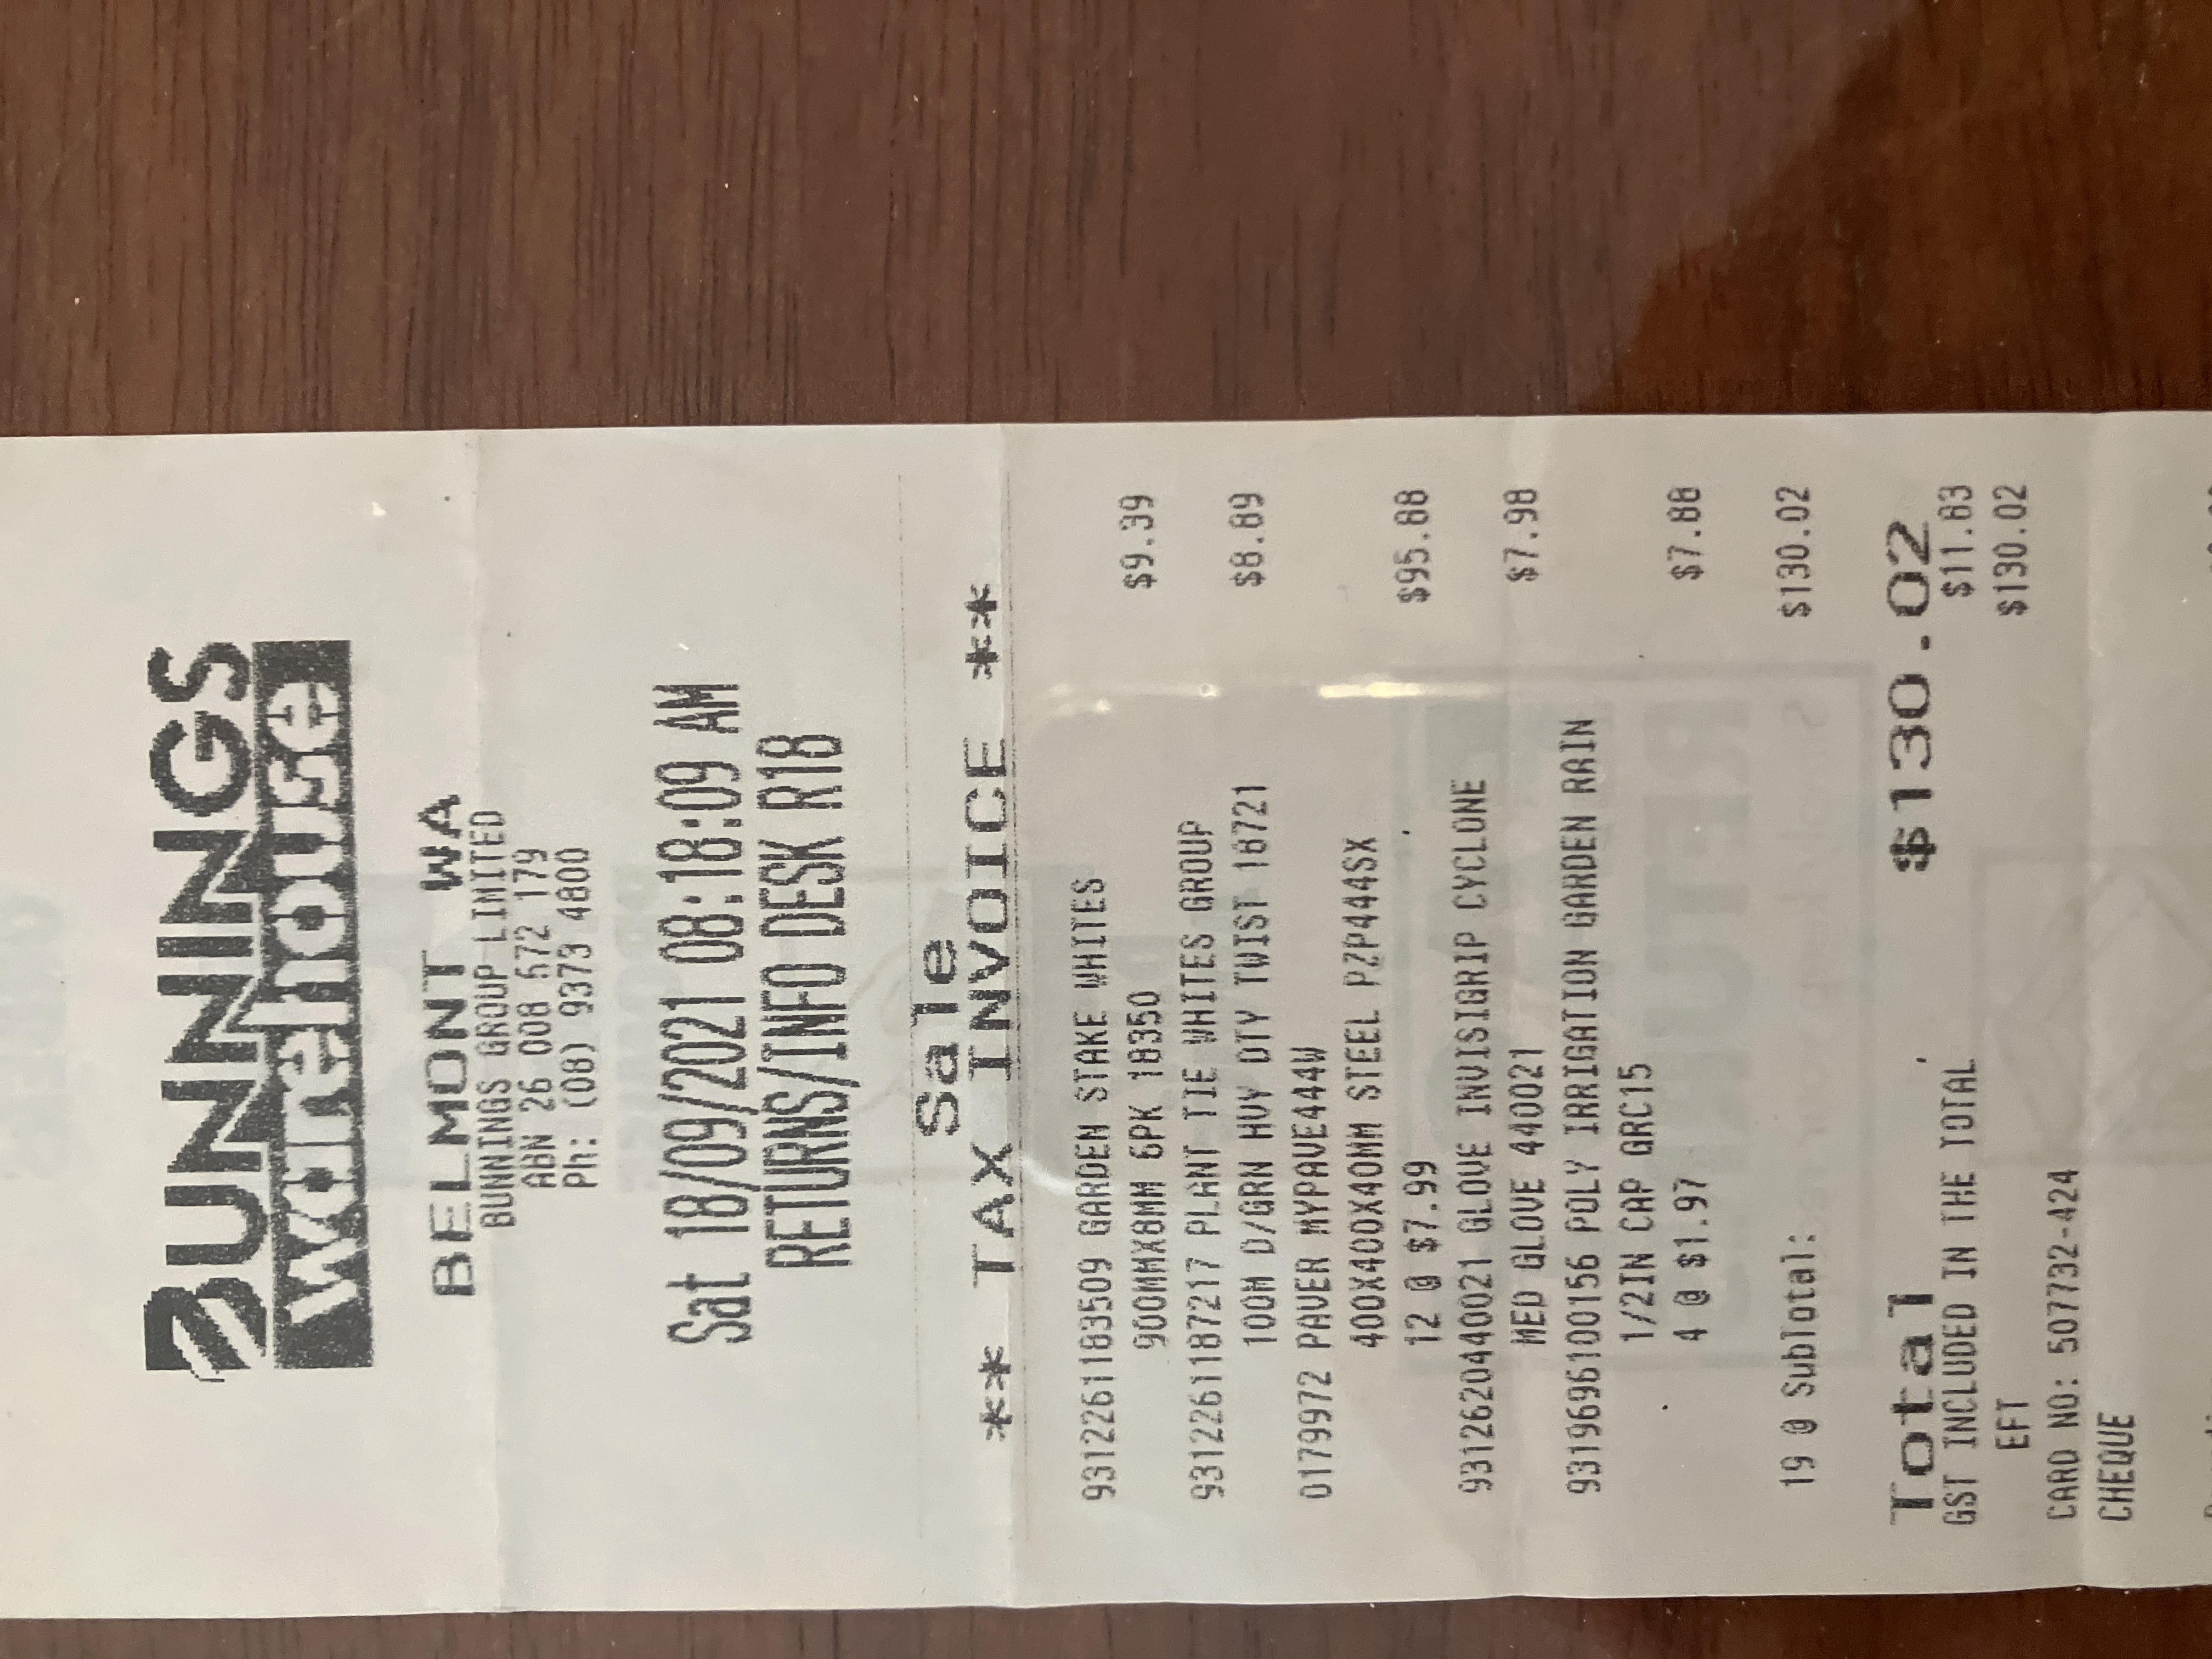 BUNNINGS
warehouse
BELMONT WA
BUNNINGS GROUP LIMITED
ABN 26 008 672 179
Ph: (08) 9373 4800
Sat 18/09/2021 08:18:09 AM
RETURNS/INFO DESK R18
Sale
** TAX INVOICE **
9312261183509 GARDEN STAKE WHITES
900MMX8MM 6PK 18350 $9.39
9312261187217 PLANT TIE WHITES GROUP
100M D/GRN HVY DTY TWIST 18721 $8.89
0179972 PAVER MYPAVE444W
400X400X40MM STEEL PZP444SX
12 @ $7.99 $95.88
9312620440021 GLOVE INVISIGRIP CYCLONE
MED GLOVE 440021 $7.98
9319696100156 POLY IRRIGATION GARDEN RAIN
1/2IN CAP GRC15
4 @ $1.97 $7.88
19 @ SubTotal: $130.02
Total $130.02
GST INCLUDED IN THE TOTAL $11.83
EFT $130.02
CARD NO: 507732-424
CHEQUE